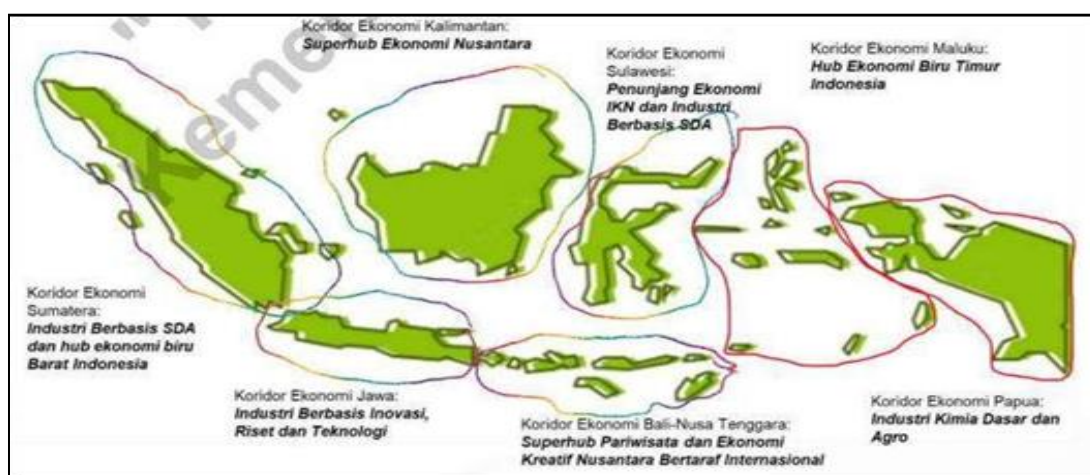 Koridor Ekonomi Kalimantan:
Superhub Ekonomi Nusantara
Koridor Ekonomi
Sulawesi:
Penunjang Ekonomi
IKN dan Industri
Berbasis SDA
Koridor Ekonomi Maluku:
Hub Ekonomi Biru Timur
Indonesia
Koridor Ekonomi
Sumatera:
Industri Berbasis SDA
dan hub ekonomi biru
Barat Indonesia
Koridor Ekonomi Jawa:
Industri Berbasis Inovasi,
Riset dan Teknologi
Koridor Ekonomi Bali-Nusa Tenggara:
Superhub Pariwisata dan Ekonomi
Kreatif Nusantara Bertaraf Internasional
Koridor Ekonomi Papua:
Industri Kimia Dasar dan
Agro